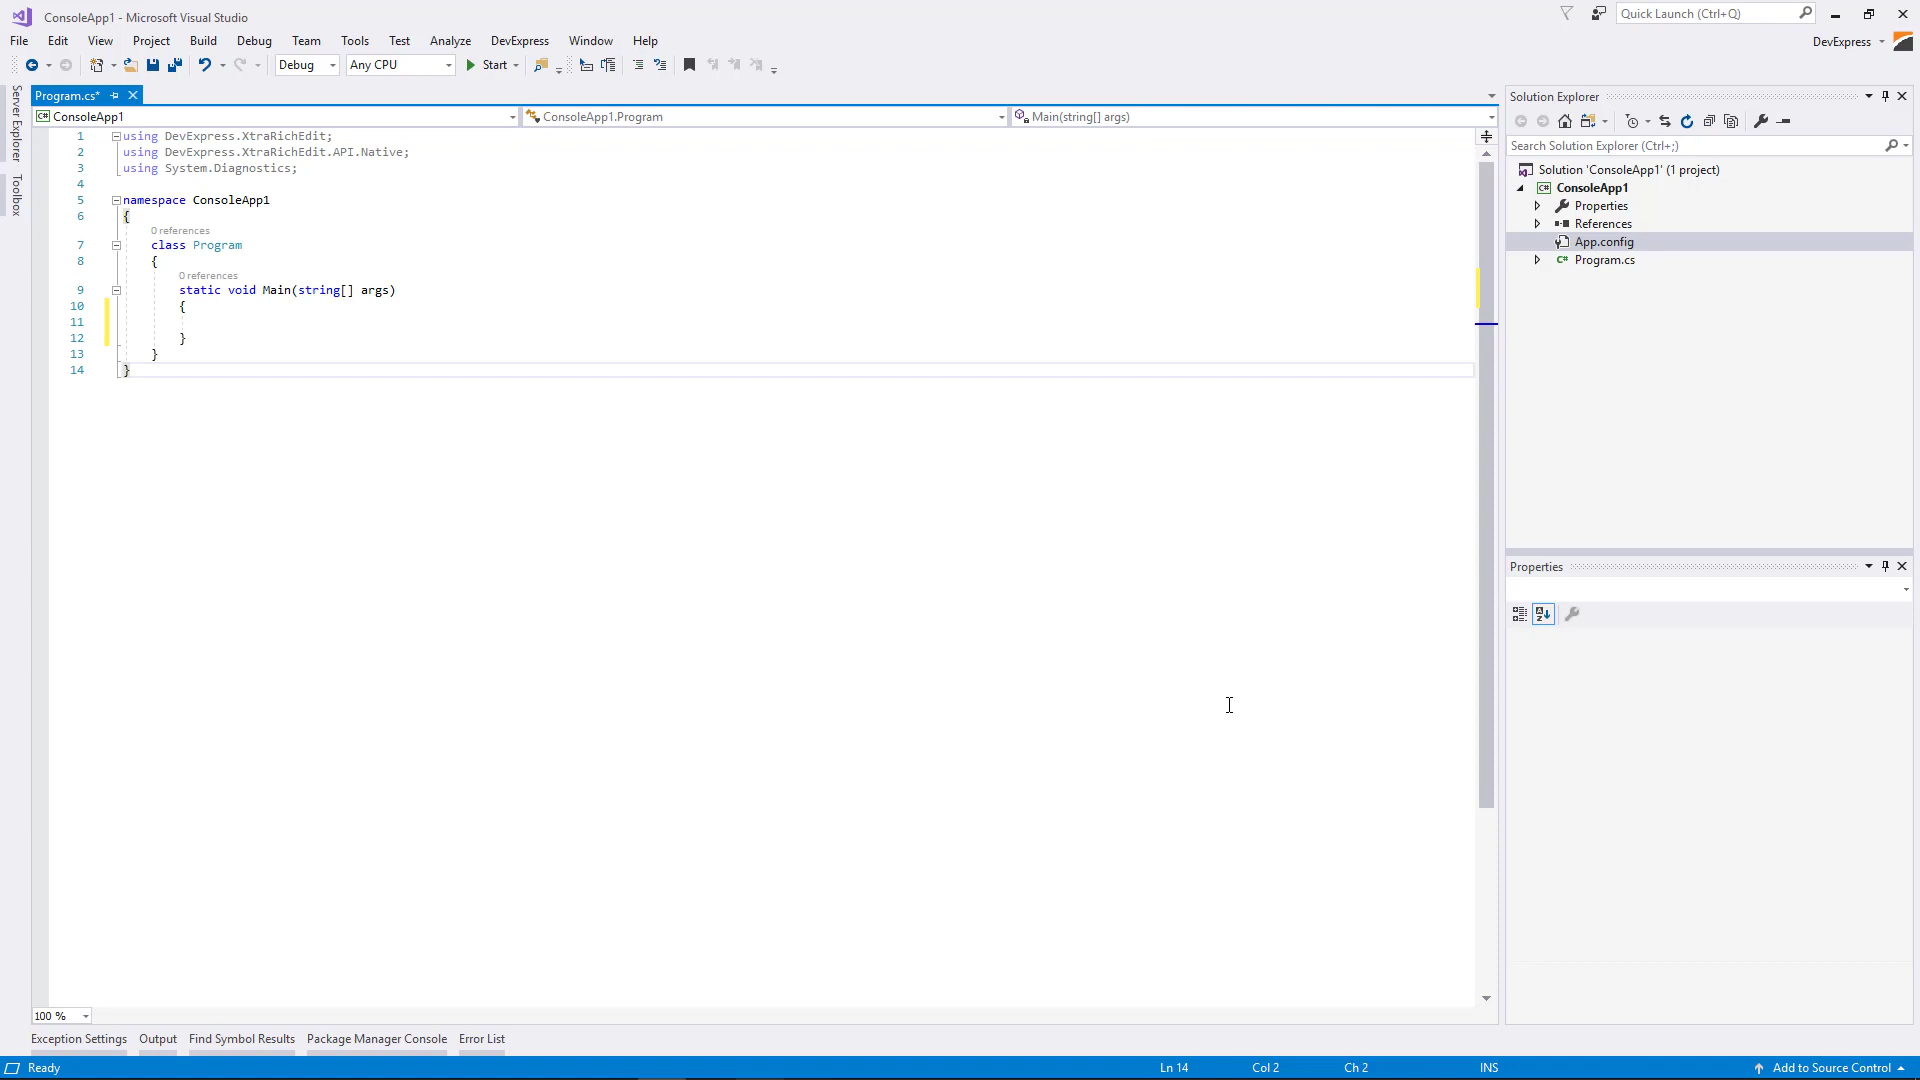 ConsoleApp1 - Microsoft Visual Studio
Quick Launch (Ctrl+Q)
File Edit View Project Build Debug Team Tools Test Analyze DevExpress Window Help
DevExpress
Debug Any CPU Start
Server Explorer
Toolbox
Program.cs*
ConsoleApp1 ConsoleApp1.Program Main(string[] args)
1 using DevExpress.XtraRichEdit;
2 using DevExpress.XtraRichEdit.API.Native;
3 using System.Diagnostics;
4
5 namespace ConsoleApp1
6 {
0 references
7 class Program
8 {
0 references
9 static void Main(string[] args)
10 {
11
12 }
13 }
14 }
100 %
Solution Explorer
Search Solution Explorer (Ctrl+;)
Solution 'ConsoleApp1' (1 project)
C# ConsoleApp1
Properties
References
App.config
C# Program.cs
Properties
Exception Settings Output Find Symbol Results Package Manager Console Error List
Ready Ln 14 Col 2 Ch 2 INS Add to Source Control